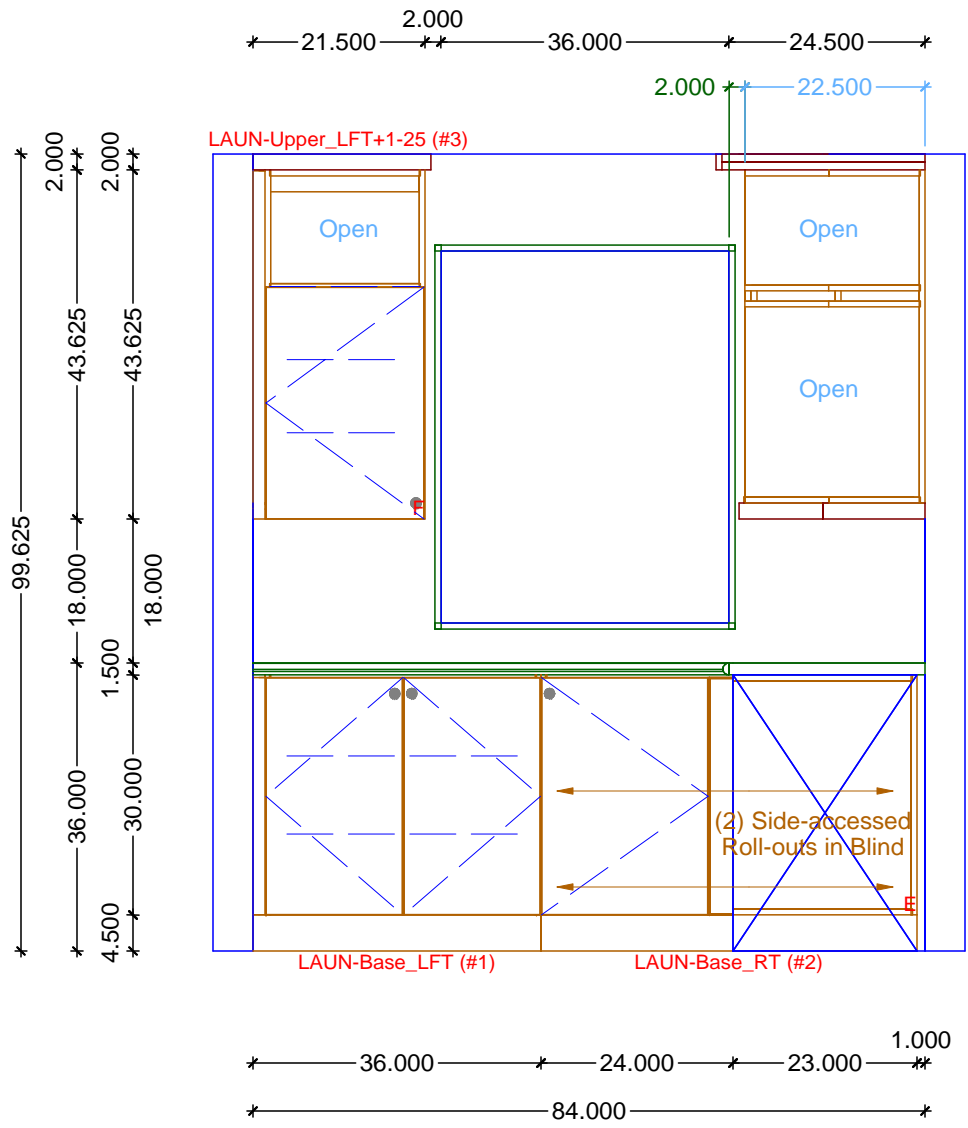 2.000
21.500
36.000
24.500
2.000
22.500
LAUN-Upper_LFT+1-25 (#3)
2.000
2.000
Open
Open
43.625
43.625
Open
F
99.625
18.000
18.000
1.500
36.000
30.000
(2) Side-accessed
Roll-outs in Blind
E
4.500
LAUN-Base_LFT (#1)
LAUN-Base_RT (#2)
1.000
36.000
24.000
23.000
84.000